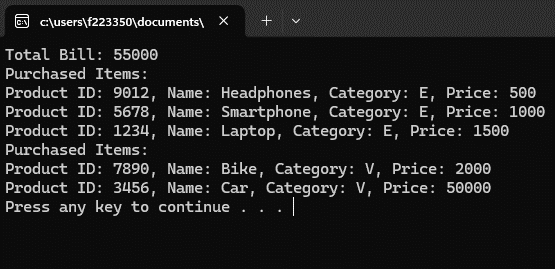 c:\users\f223350\documents\
Total Bill: 55000
Purchased Items:
Product ID: 9012, Name: Headphones, Category: E, Price: 500
Product ID: 5678, Name: Smartphone, Category: E, Price: 1000
Product ID: 1234, Name: Laptop, Category: E, Price: 1500
Purchased Items:
Product ID: 7890, Name: Bike, Category: V, Price: 2000
Product ID: 3456, Name: Car, Category: V, Price: 50000
Press any key to continue . . .